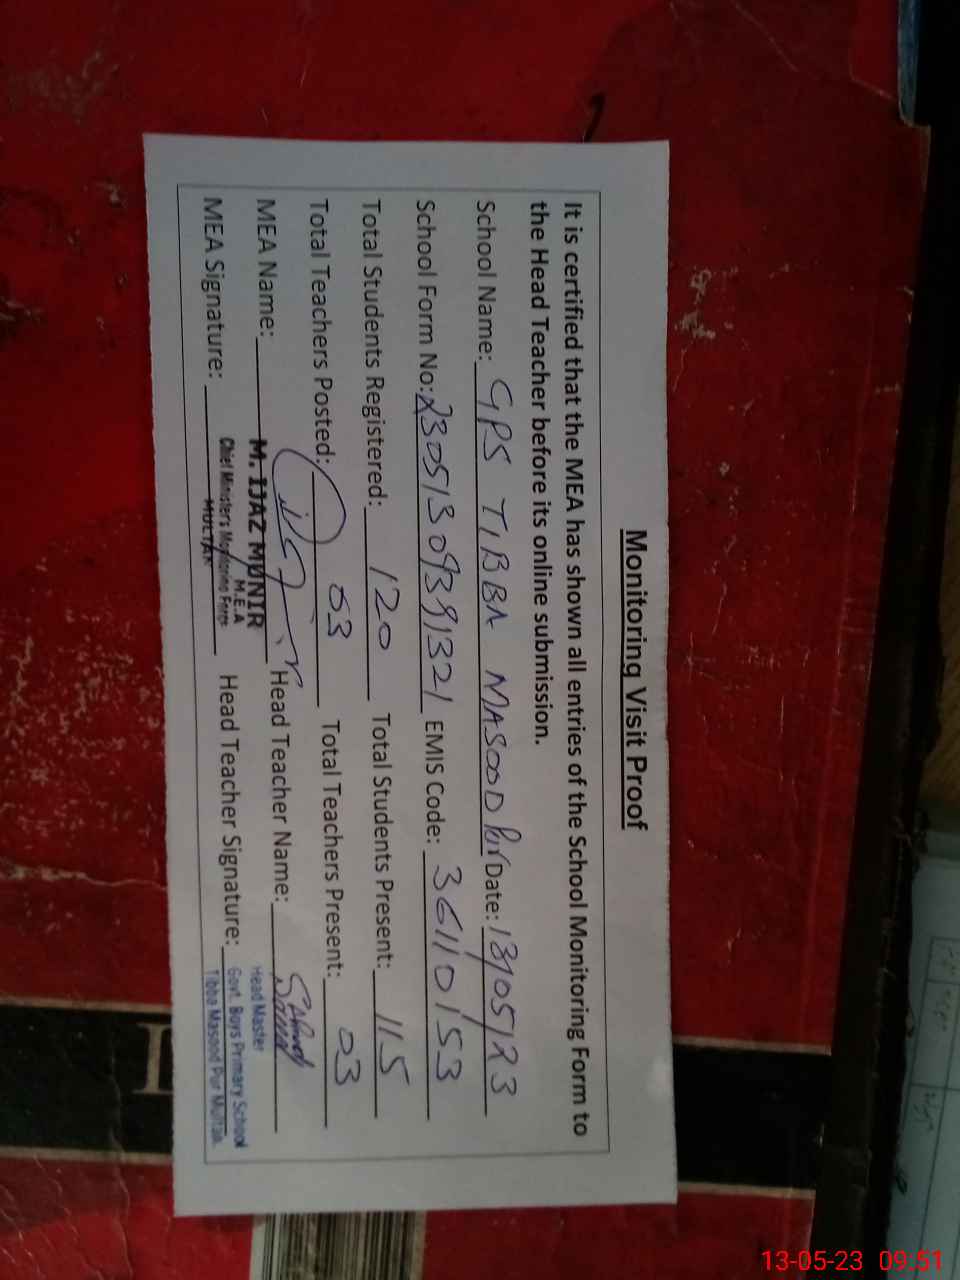 Monitoring Visit Proof
It is certified that the MEA has shown all entries of the School Monitoring Form to
the Head Teacher before its online submission.
School Name: GPS TIBBA MASOOD Pur Date: 13/05/23
School Form No: 23051309391321 EMIS Code: 36110153
Total Students Registered: 120 Total Students Present: 115
Total Teachers Posted: 03 Total Teachers Present: 03
MEA Name: M. IJAZ MUNIR Head Teacher Name:
M.E.A
Head Master
MEA Signature: Chief Minister's Monitoring Force Head Teacher Signature: Govt. Boys Primary School
MULTAN
Tibba Masood Pur Multan.
13-05-23 09:51